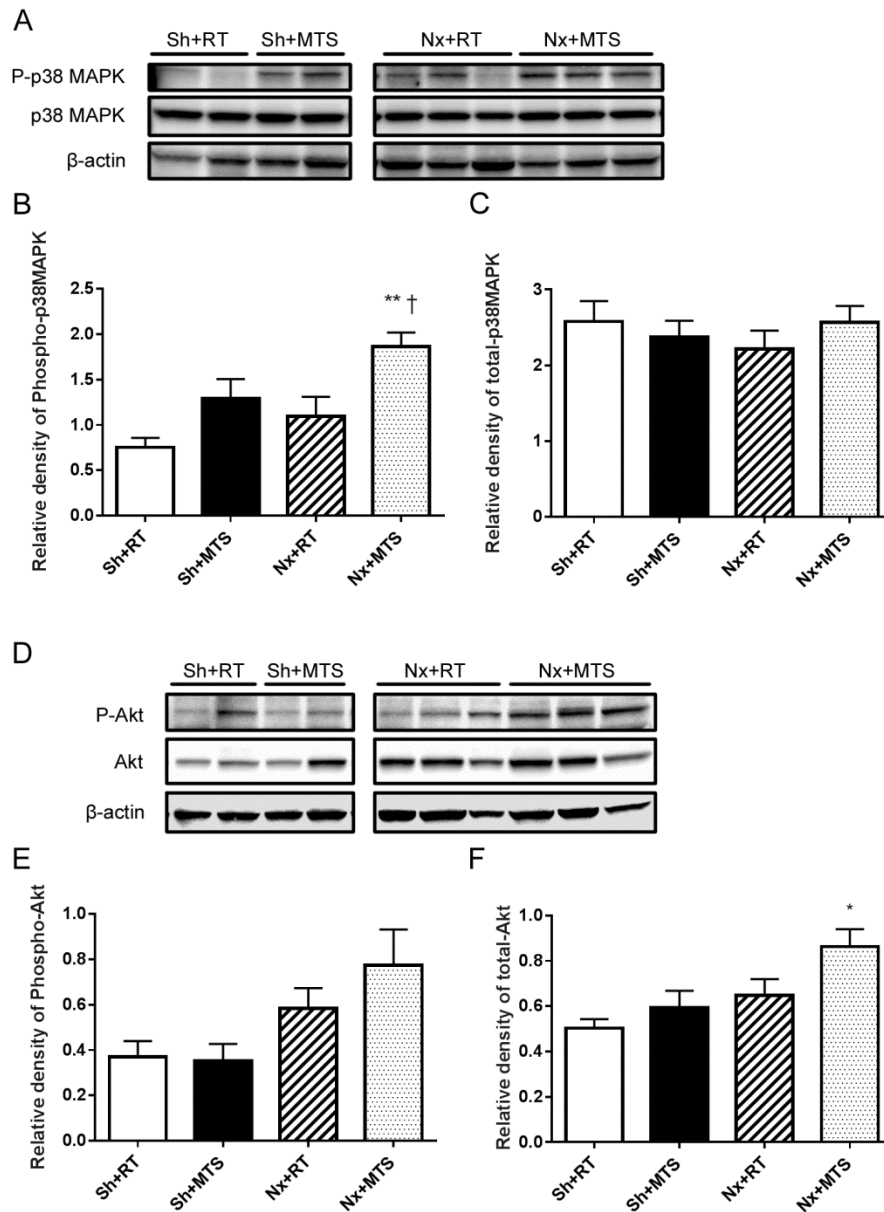 A
Sh+RT Sh+MTS Nx+RT Nx+MTS
P-p38 MAPK
p38 MAPK
β-actin
B
Relative density of Phospho-p38MAPK
2.5
2.0
1.5
1.0
0.5
0.0
** †
Sh+RT
Sh+MTS
Nx+RT
Nx+MTS
C
Relative density of total-p38MAPK
3
2
1
0
Sh+RT
Sh+MTS
Nx+RT
Nx+MTS
D
Sh+RT Sh+MTS Nx+RT Nx+MTS
P-Akt
Akt
β-actin
E
Relative density of Phospho-Akt
1.0
0.8
0.6
0.4
0.2
0.0
Sh+RT
Sh+MTS
Nx+RT
Nx+MTS
F
Relative density of total-Akt
1.0
0.8
0.6
0.4
0.2
0.0
*
Sh+RT
Sh+MTS
Nx+RT
Nx+MTS